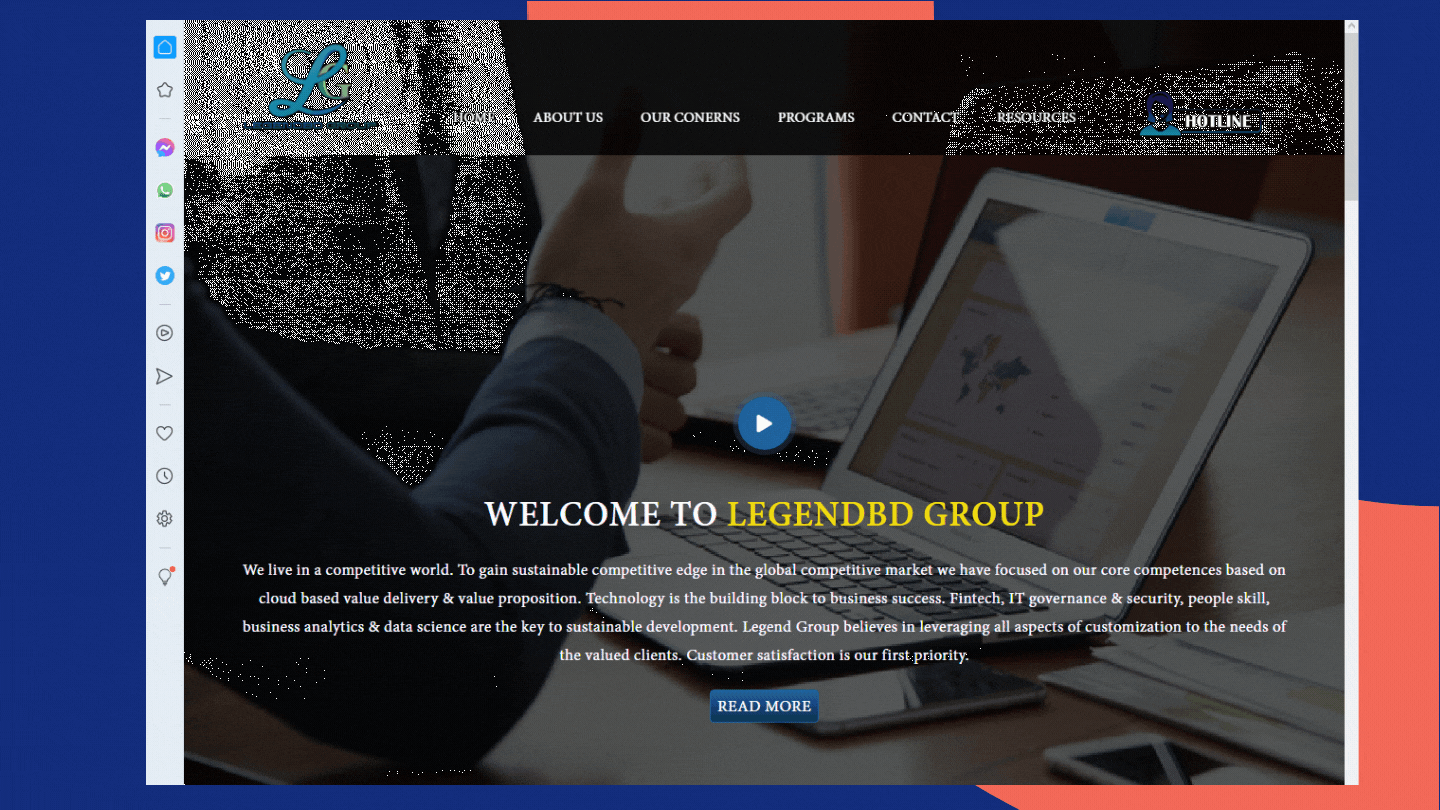 LG
HOME ABOUT US OUR CONERNS PROGRAMS CONTACT RESOURCES HOTLINE
WELCOME TO LEGENDBD GROUP
We live in a competitive world. To gain sustainable competitive edge in the global competitive market we have focused on our core competences based on
cloud based value delivery & value proposition. Technology is the building block to business success. Fintech, IT governance & security, people skill,
business analytics & data science are the key to sustainable development. Legend Group believes in leveraging all aspects of customization to the needs of
the valued clients. Customer satisfaction is our first priority.
READ MORE